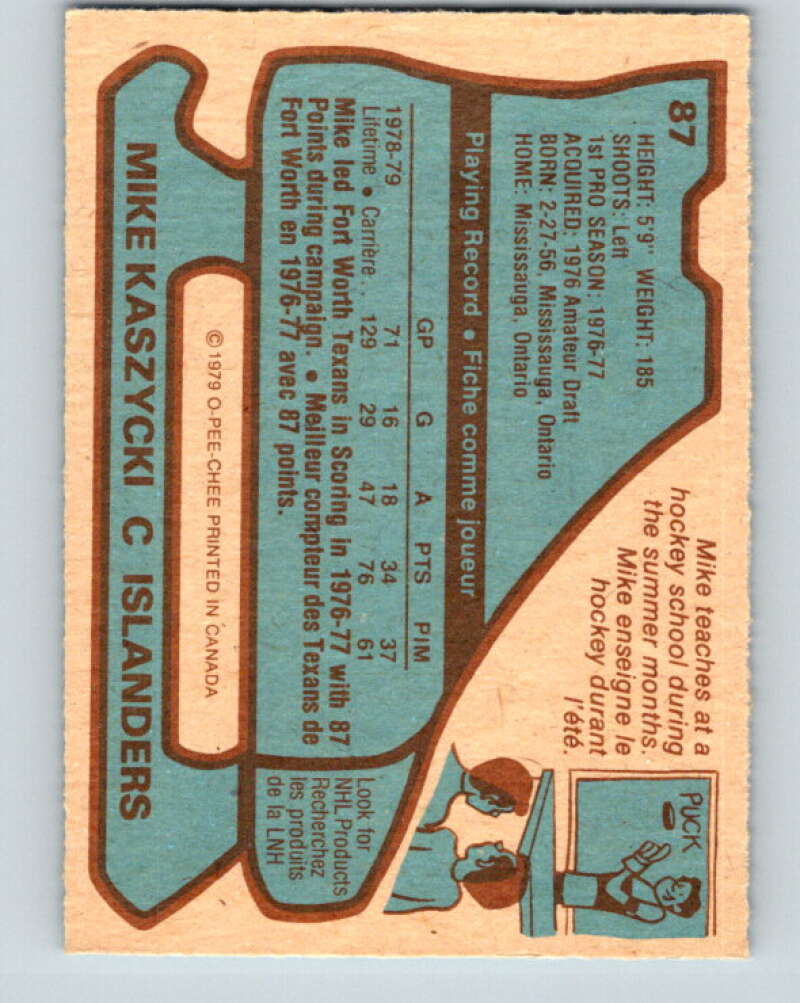 87
HEIGHT: 5'9" WEIGHT: 185
SHOOTS: Left
1st PRO SEASON: 1976-77
ACQUIRED: 1976 Amateur Draft
BORN: 2-27-56, Mississauga, Ontario
HOME: Mississauga, Ontario
Playing Record • Fiche comme joueur
GP G A PTS PIM
1978-79 71 16 18 34 37
Lifetime • Carrière.. 129 29 47 76 61
Mike led Fort Worth Texans in Scoring in 1976-77 with 87
Points during campaign. • Meilleur compteur des Texans de
Fort Worth en 1976-77 avec 87 points.
Mike teaches at a
hockey school during
the summer months.
Mike enseigne le
hockey durant
l'été.
PUCK
Look for
NHL Products
Recherchez
les produits
de la LNH
© 1979 O-PEE-CHEE PRINTED IN CANADA
MIKE KASZYCKI C ISLANDERS